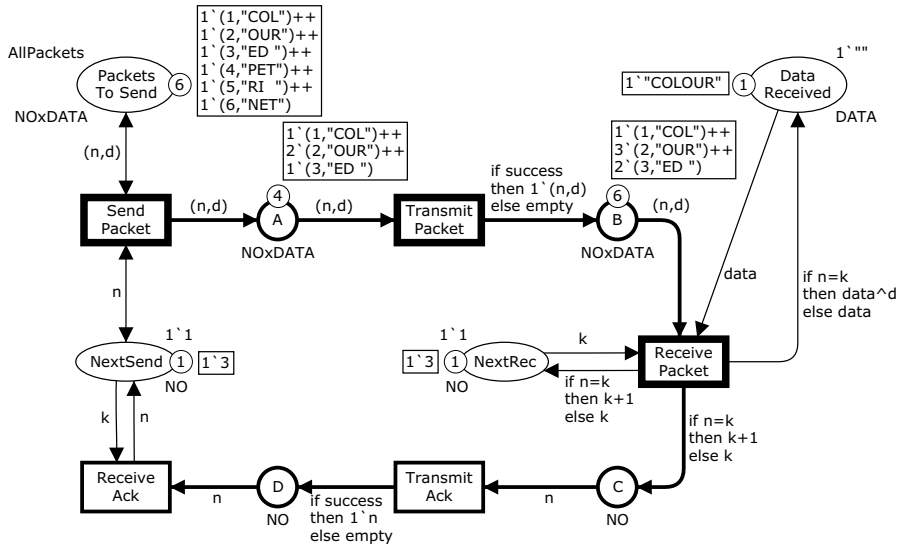 AllPackets
Packets
To Send
6
1`(1,"COL")++
1`(2,"OUR")++
1`(3,"ED ")++
1`(4,"PET")++
1`(5,"RI  ")++
1`(6,"NET")
NOxDATA
1`"COLOUR"
1
1`""
Data
Received
DATA
(n,d)
1`(1,"COL")++
2`(2,"OUR")++
1`(3,"ED ")
1`(1,"COL")++
3`(2,"OUR")++
2`(3,"ED ")
Send
Packet
(n,d)
4
A
NOxDATA
(n,d)
Transmit
Packet
if success
then 1`(n,d)
else empty
6
B
NOxDATA
(n,d)
n
data
if n=k
then data^d
else data
1`1
NextSend
1
1`3
NO
1`1
1`3
1
NextRec
NO
k
if n=k
then k+1
else k
Receive
Packet
k
n
if n=k
then k+1
else k
Receive
Ack
n
D
NO
if success
then 1`n
else empty
Transmit
Ack
n
C
NO